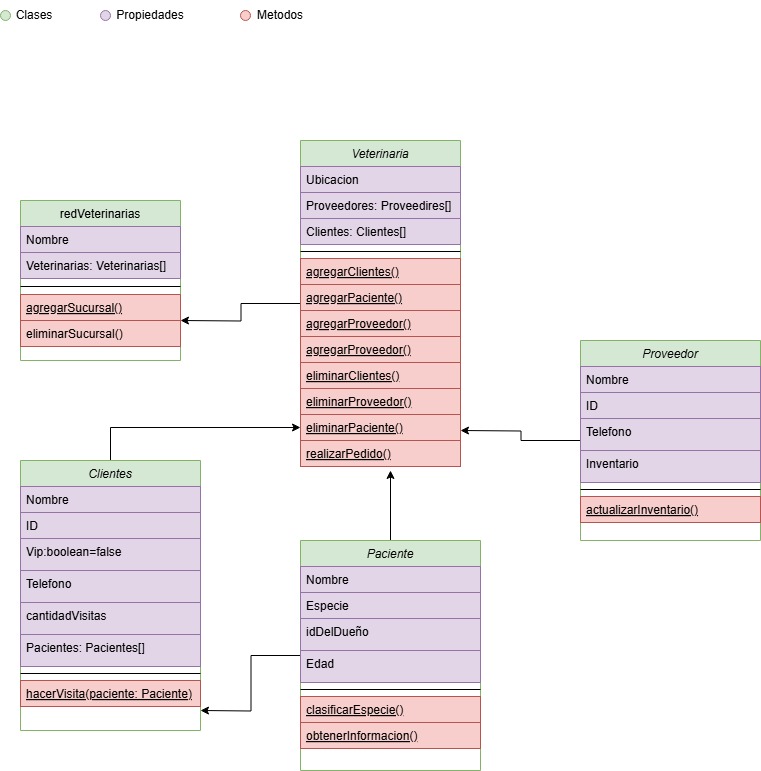 Clases
Propiedades
Metodos
Veterinaria
Ubicacion
Proveedores: Proveedires[]
Clientes: Clientes[]
agregarClientes()
agregarPaciente()
agregarProveedor()
agregarProveedor()
eliminarClientes()
eliminarProveedor()
eliminarPaciente()
realizarPedido()
redVeterinarias
Nombre
Veterinarias: Veterinarias[]
agregarSucursal()
eliminarSucursal()
Proveedor
Nombre
ID
Telefono
Inventario
actualizarInventario()
Clientes
Nombre
ID
Vip:boolean=false
Telefono
cantidadVisitas
Pacientes: Pacientes[]
hacerVisita(paciente: Paciente)
Paciente
Nombre
Especie
idDelDueño
Edad
clasificarEspecie()
obtenerInformacion()